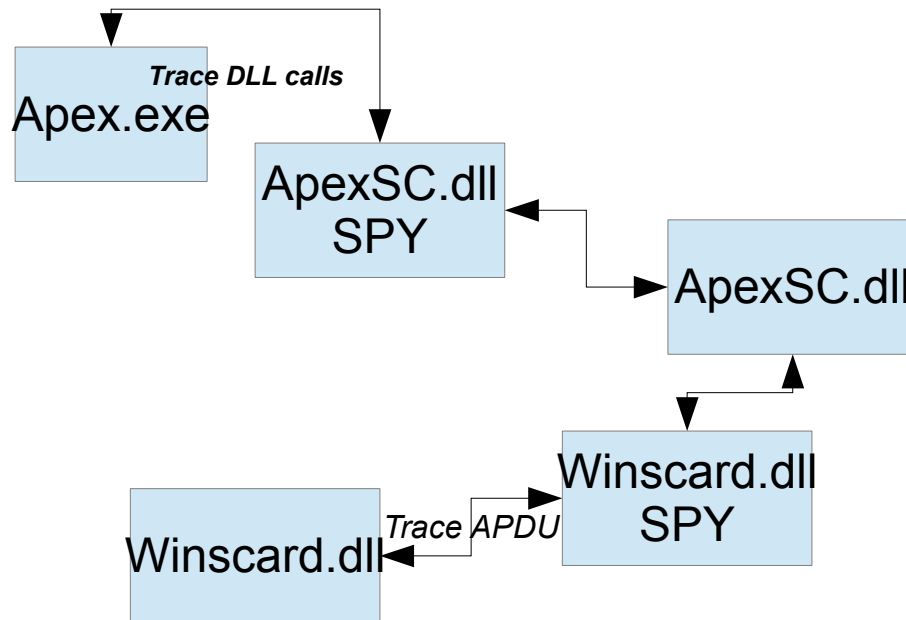 Trace DLL calls
Apex.exe
ApexSC.dll
SPY
ApexSC.dll
Winscard.dll
SPY
Trace APDU
Winscard.dll